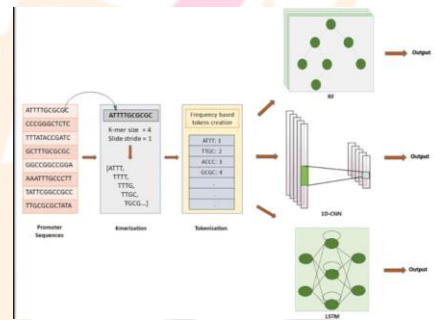 ATTTTGCGCGC
CCCGGGCTCTC
TTTATACCGATC
GCTTTGCGCGC
GGCCGGCCGGA
AAATTTGCCCTT
TATTCGGCCGCC
TTGCGCGCTATA
Promoter
Sequences
ATTTTGCGCGC
K-mer size = 4
Slide stride = 1
[ATTT,
TTTT,
TTTG,
TTGC,
TGCG...]
Kmerization
Frequency based
tokens creation
ATTT: 1
TTGC: 2
ACCC: 3
GCGC: 4
.
.
.
Tokenization
RF
Output
1D-CNN
Output
LSTM
Output